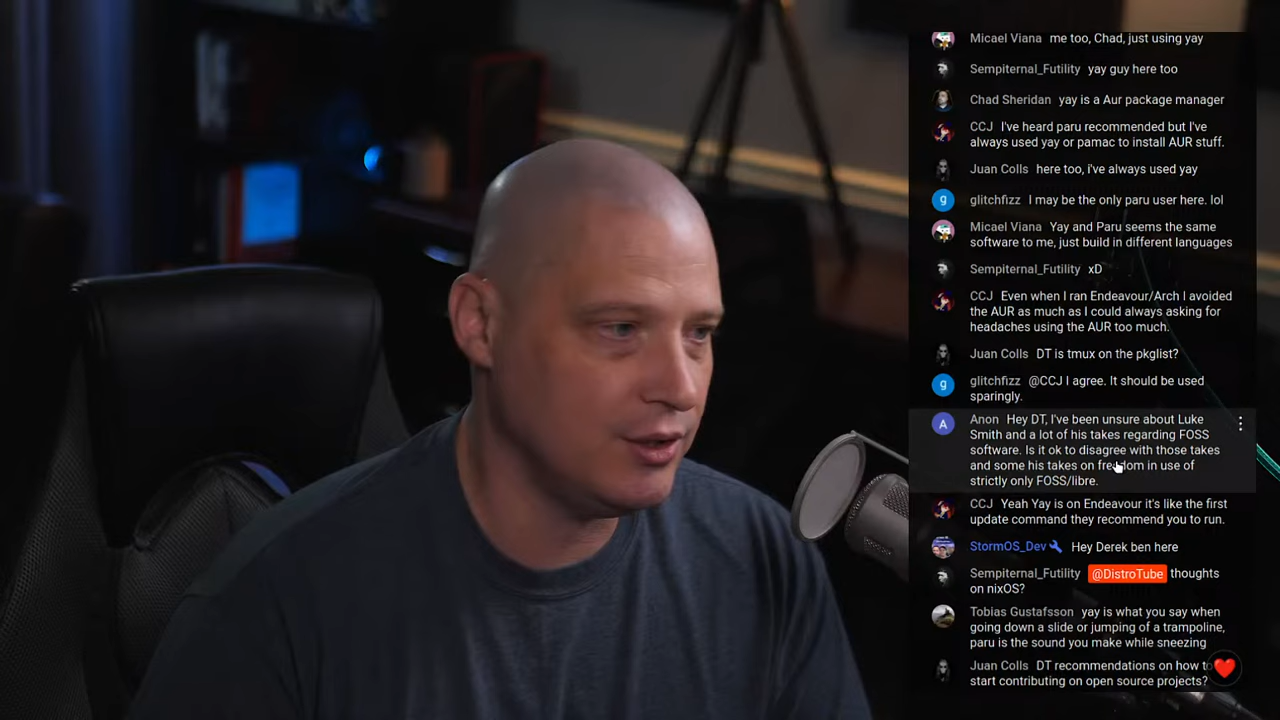 Micael Viana me too, Chad, just using yay
Sempiternal_Futility yay guy here too
Chad Sheridan yay is a Aur package manager
CCJ I've heard paru recommended but I've
always used yay or pamac to install AUR stuff.
Juan Colls here too, i've always used yay
g glitchfizz I may be the only paru user here. lol
Micael Viana Yay and Paru seems the same
software to me, just build in different languages
Sempiternal_Futility xD
CCJ Even when I ran Endeavour/Arch I avoided
the AUR as much as I could always asking for
headaches using the AUR too much.
Juan Colls DT is tmux on the pkglist?
g glitchfizz @CCJ I agree. It should be used
sparingly.
A Anon Hey DT, I've been unsure about Luke
Smith and a lot of his takes regarding FOSS
software. Is it ok to disagree with those takes
and some his takes on freedom in use of
strictly only FOSS/libre.
CCJ Yeah Yay is on Endeavour it's like the first
update command they recommend you to run.
StormOS_Dev Hey Derek ben here
Sempiternal_Futility @DistroTube thoughts
on nixOS?
Tobias Gustafsson yay is what you say when
going down a slide or jumping of a trampoline,
paru is the sound you make while sneezing
Juan Colls DT recommendations on how to
start contributing on open source projects?